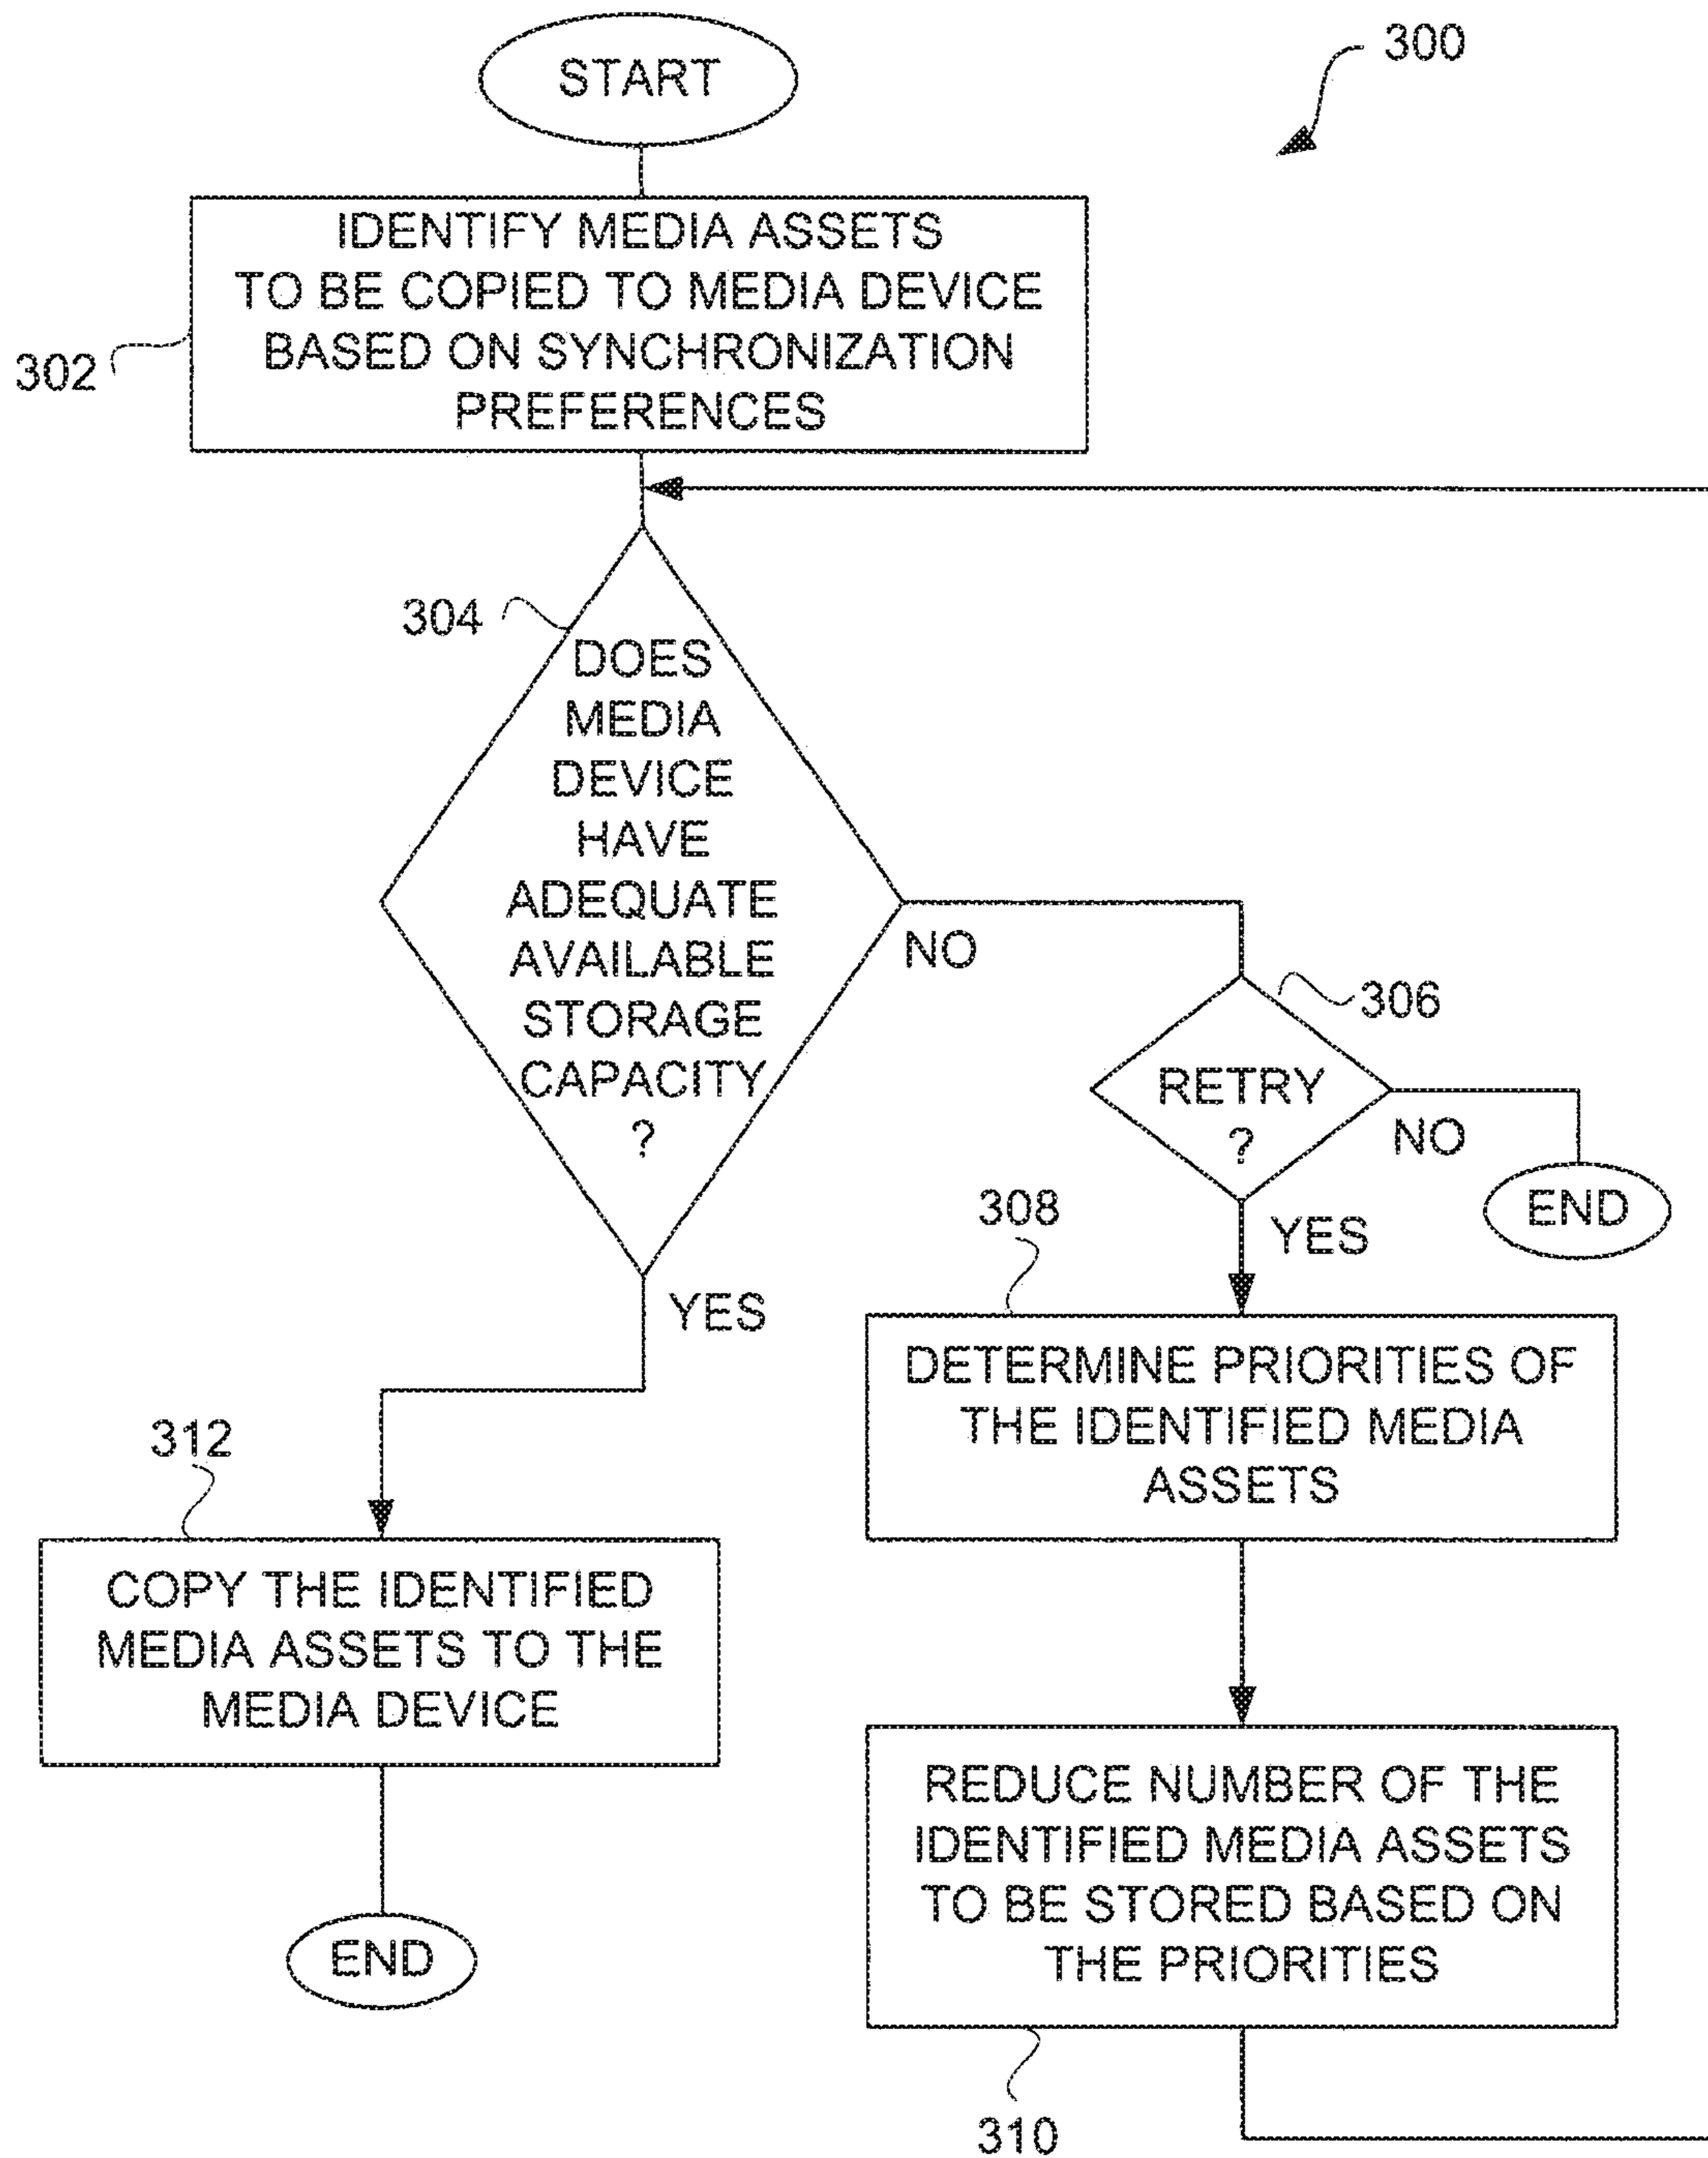 START
300
IDENTIFY MEDIA ASSETS
TO BE COPIED TO MEDIA DEVICE
BASED ON SYNCHRONIZATION
PREFERENCES
302
304
DOES
MEDIA
DEVICE
HAVE
ADEQUATE
AVAILABLE
STORAGE
CAPACITY
?
NO
306
RETRY
?
NO
END
YES
308
DETERMINE PRIORITIES OF
THE IDENTIFIED MEDIA
ASSETS
YES
312
COPY THE IDENTIFIED
MEDIA ASSETS TO THE
MEDIA DEVICE
END
REDUCE NUMBER OF THE
IDENTIFIED MEDIA ASSETS
TO BE STORED BASED ON
THE PRIORITIES
310